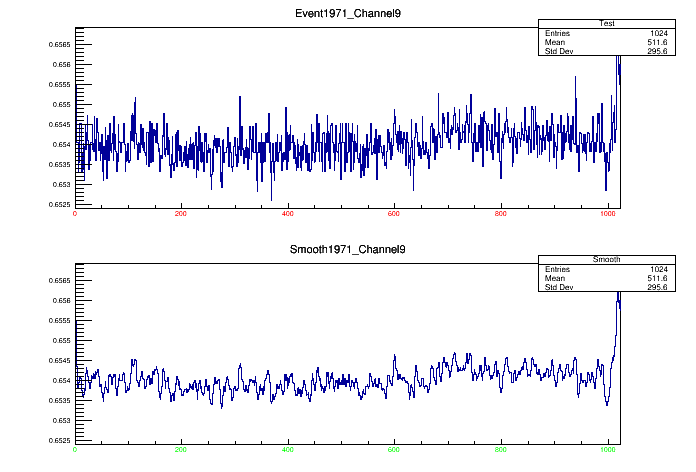 Event1971_Channel9
Test
Entries 1024
Mean 511.6
Std Dev 295.6
0.6565
0.656
0.6555
0.655
0.6545
0.654
0.6535
0.653
0.6525
0 200 400 600 800 1000
Smooth1971_Channel9
Smooth
Entries 1024
Mean 511.6
Std Dev 295.6
0.6565
0.656
0.6555
0.655
0.6545
0.654
0.6535
0.653
0.6525
0 200 400 600 800 1000